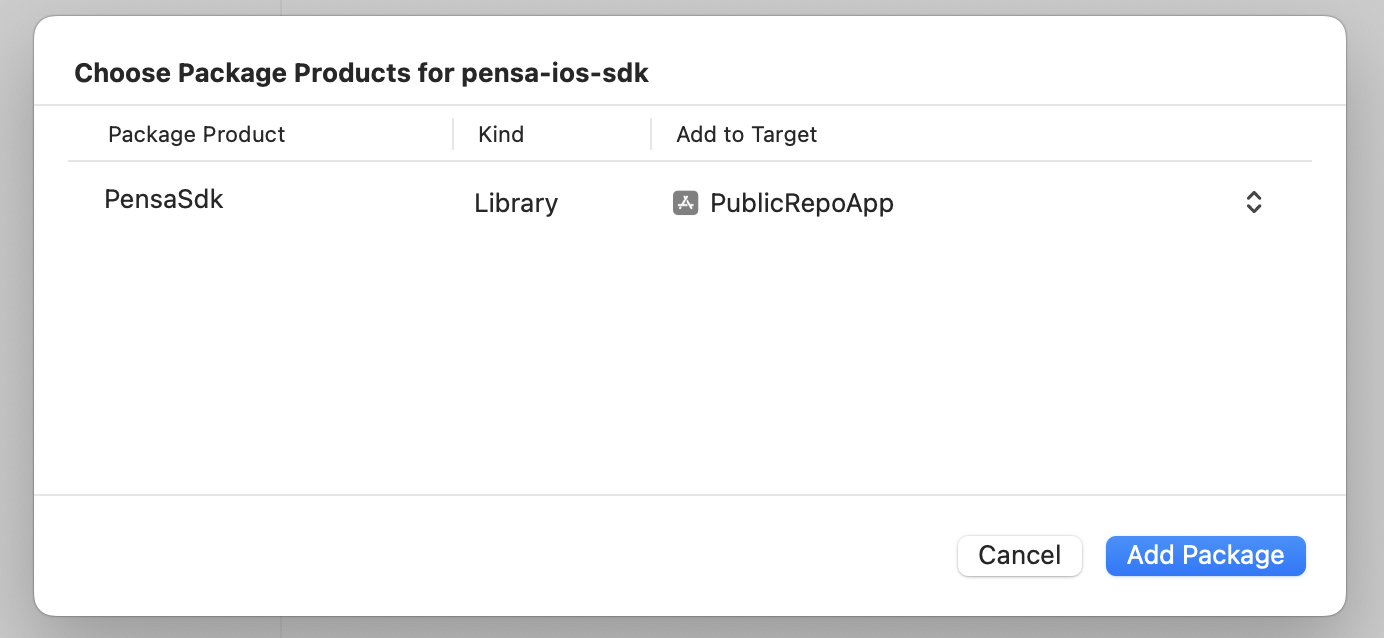 Choose Package Products for pensa-ios-sdk
Package Product Kind Add to Target
PensaSdk Library PublicRepoApp
Cancel Add Package